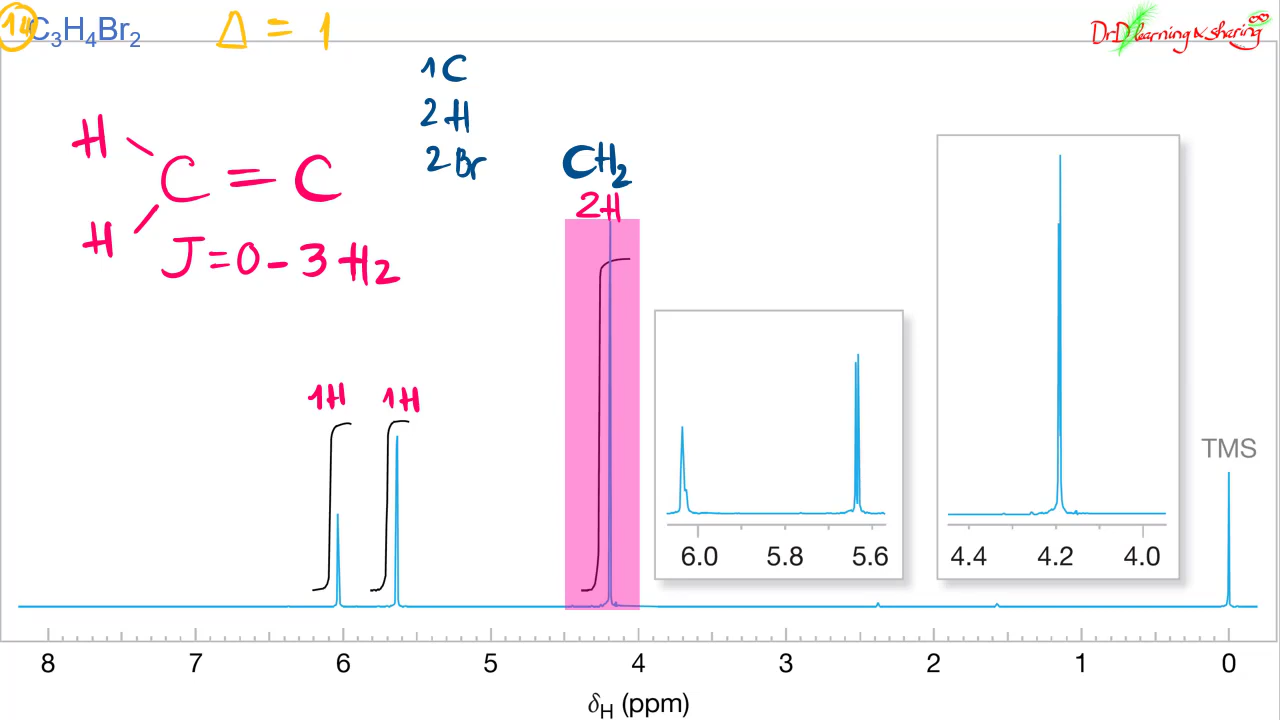 14 C₃H₄Br₂
Δ = 1
DrD learning & sharing
1C
2H
2Br
CH₂
2H
H
C = C
H
J = 0 - 3 Hz
1H 1H
TMS
6.0 5.8 5.6
4.4 4.2 4.0
8 7 6 5 4 3 2 1 0
δH (ppm)